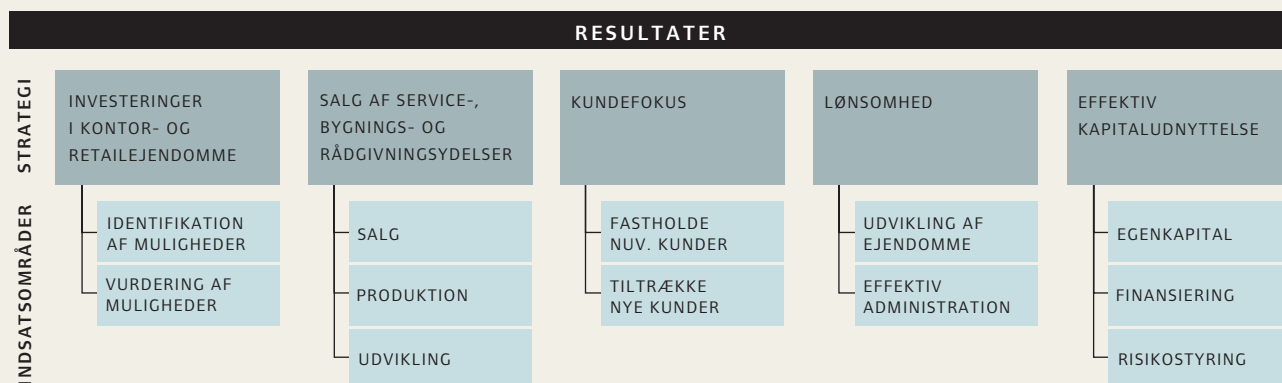 RESULTATER
STRATEGI
INVESTERINGER
I KONTOR- OG
RETAILEJENDOMME
SALG AF SERVICE-,
BYGNINGS- OG
RÅDGIVNINGSYDELSER
KUNDEFOKUS
LØNSOMHED
EFFEKTIV
KAPITALUDNYTTELSE
INDSATSOMRÅDER
IDENTIFIKATION
AF MULIGHEDER
VURDERING AF
MULIGHEDER
SALG
PRODUKTION
UDVIKLING
FASTHOLDE
NUV. KUNDER
TILTRÆKKE
NYE KUNDER
UDVIKLING AF
EJENDOMME
EFFEKTIV
ADMINISTRATION
EGENKAPITAL
FINANSIERING
RISIKOSTYRING